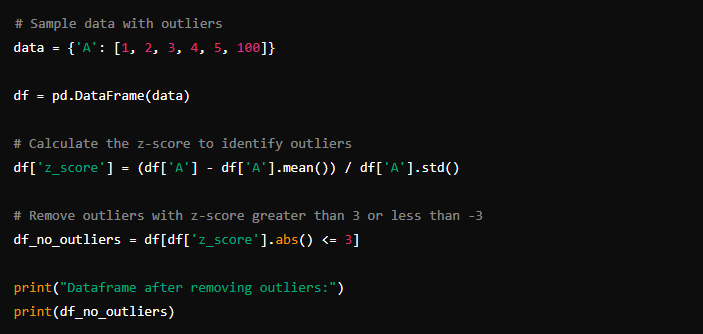 # Sample data with outliers
data = {'A': [1, 2, 3, 4, 5, 100]}
df = pd.DataFrame(data)
# Calculate the z-score to identify outliers
df['z_score'] = (df['A'] - df['A'].mean()) / df['A'].std()
# Remove outliers with z-score greater than 3 or less than -3
df_no_outliers = df[df['z_score'].abs() <= 3]
print("Dataframe after removing outliers:")
print(df_no_outliers)